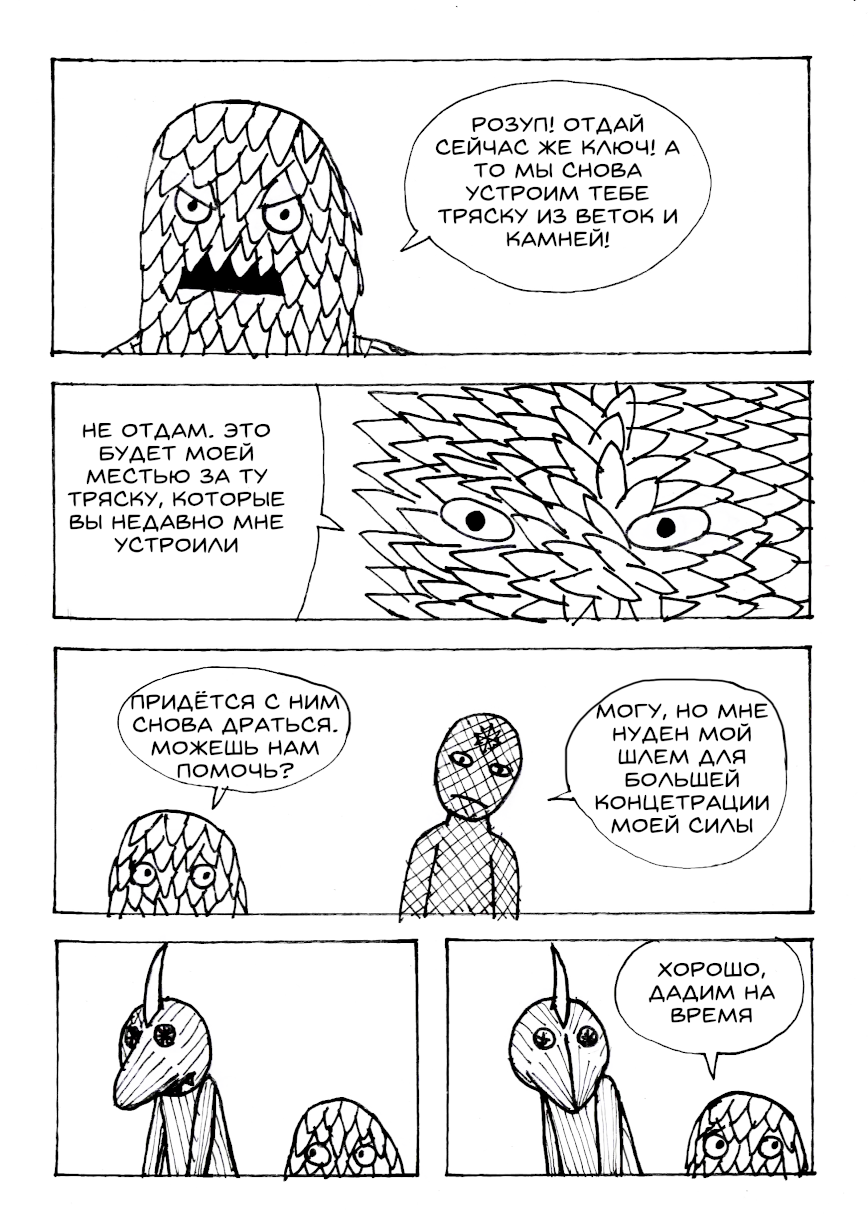 РОЗУП! ОТДАЙ
СЕЙЧАС ЖЕ КЛЮЧ! А
ТО МЫ СНОВА
УСТРОИМ ТЕБЕ
ТРЯСКУ ИЗ ВЕТОК И
КАМНЕЙ!
НЕ ОТДАМ. ЭТО
БУДЕТ МОЕЙ
МЕСТЬЮ ЗА ТУ
ТРЯСКУ, КОТОРЫЕ
ВЫ НЕДАВНО МНЕ
УСТРОИЛИ
ПРИДЁТСЯ С НИМ
СНОВА ДРАТЬСЯ.
МОЖЕШЬ НАМ
ПОМОЧЬ?
МОГУ, НО МНЕ
НУДЕН МОЙ
ШЛЕМ ДЛЯ
БОЛЬШЕЙ
КОНЦЕТРАЦИИ
МОЕЙ СИЛЫ
ХОРОШО,
ДАДИМ НА
ВРЕМЯ